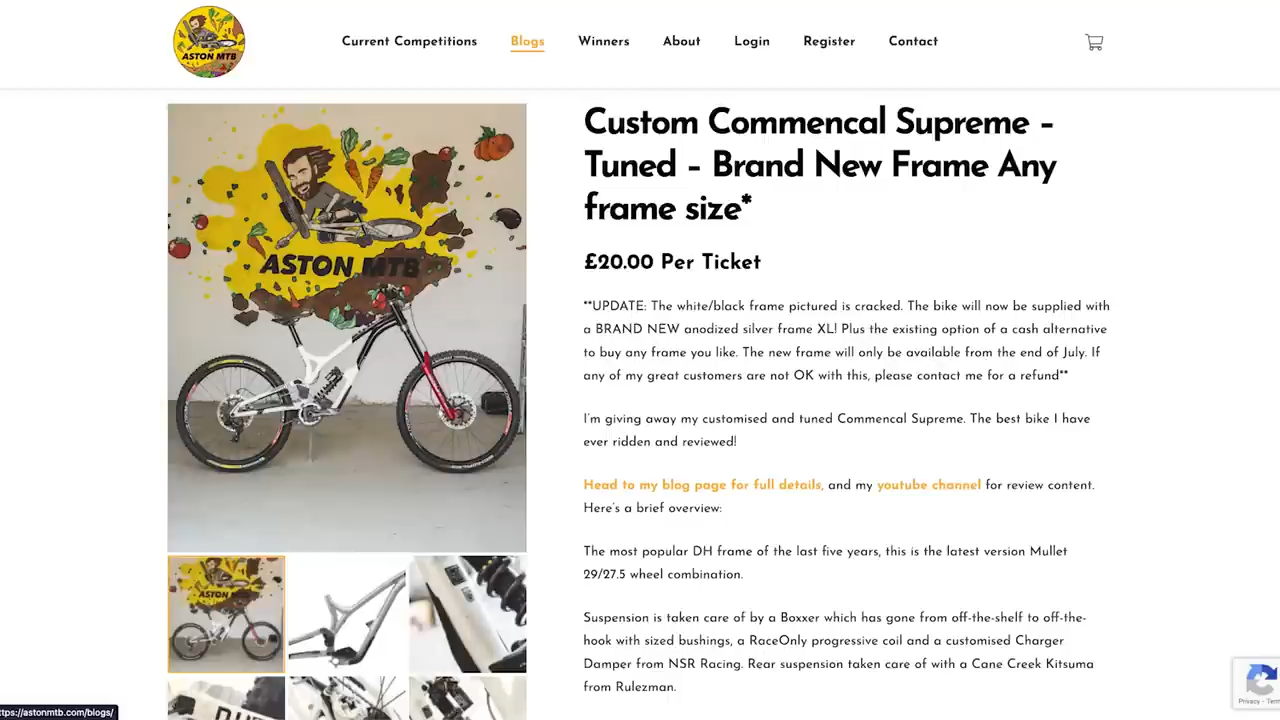 ASTON MTB
Current Competitions
Blogs
Winners
About
Login
Register
Contact
ASTON MTB
Custom Commencal Supreme –
Tuned – Brand New Frame Any
frame size*
£20.00 Per Ticket
**UPDATE: The white/black frame pictured is cracked. The bike will now be supplied with
a BRAND NEW anodized silver frame XL! Plus the existing option of a cash alternative
to buy any frame you like. The new frame will only be available from the end of July. If
any of my great customers are not OK with this, please contact me for a refund**
I'm giving away my customised and tuned Commencal Supreme. The best bike I have
ever ridden and reviewed!
Head to my blog page for full details, and my youtube channel for review content.
Here's a brief overview:
The most popular DH frame of the last five years, this is the latest version Mullet
29/27.5 wheel combination.
Suspension is taken care of by a Boxxer which has gone from off-the-shelf to off-the-
hook with sized bushings, a RaceOnly progressive coil and a customised Charger
Damper from NSR Racing. Rear suspension taken care of with a Cane Creek Kitsuma
from Rulezman.
ASTON MTB
Privacy - Term
ttps://astonmtb.com/blogs/